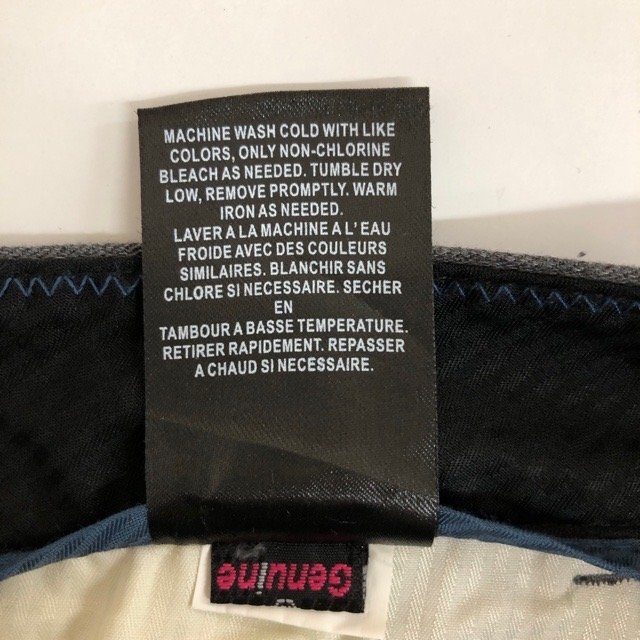 MACHINE WASH COLD WITH LIKE
COLORS, ONLY NON-CHLORINE
BLEACH AS NEEDED. TUMBLE DRY
LOW, REMOVE PROMPTLY. WARM
IRON AS NEEDED.
LAVER A LA MACHINE A L' EAU
FROIDE AVEC DES COULEURS
SIMILAIRES. BLANCHIR SANS
CHLORE SI NECESSAIRE. SECHER
EN
TAMBOUR A BASSE TEMPERATURE.
RETIRER RAPIDEMENT. REPASSER
A CHAUD SI NECESSAIRE.
Genuine